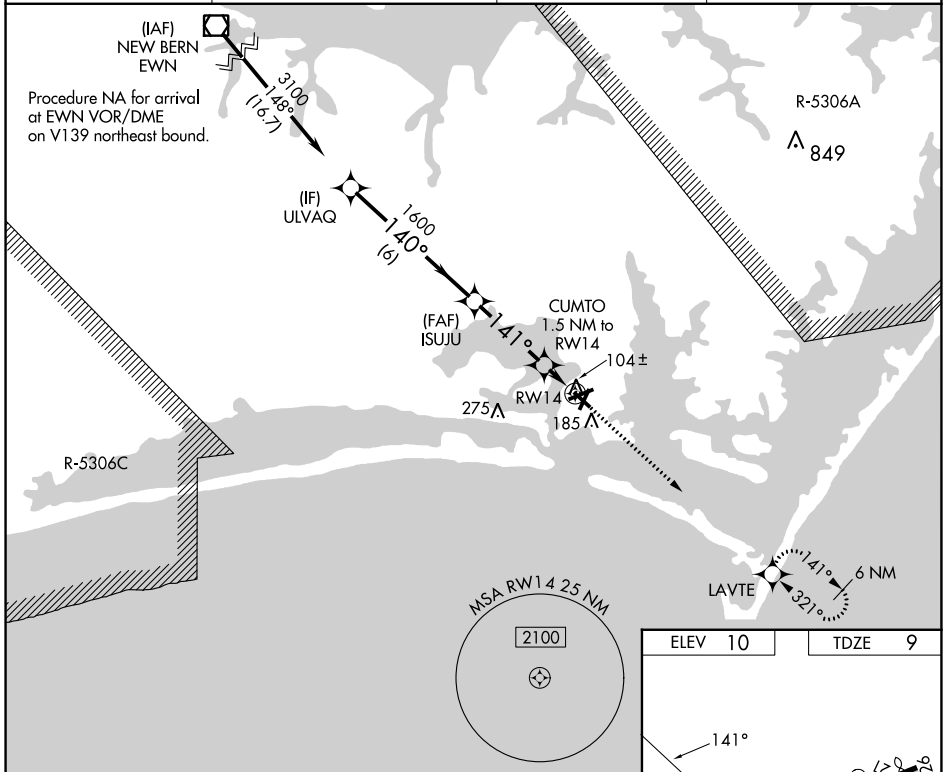 (IAF)
NEW BERN
EWN
3100
148°
(16.7)
Procedure NA for arrival
at EWN VOR/DME
on V139 northeast bound.
R-5306A
849
(IF)
ULVAQ
1600
140°
(6)
(FAF)
ISUJU
141°
CUMTO
1.5 NM to
RW14
104±
RW14
275
185
R-5306C
141°
6 NM
LAVTE
321°
MSA RW14 25 NM
2100
ELEV 10
TDZE 9
141°
26